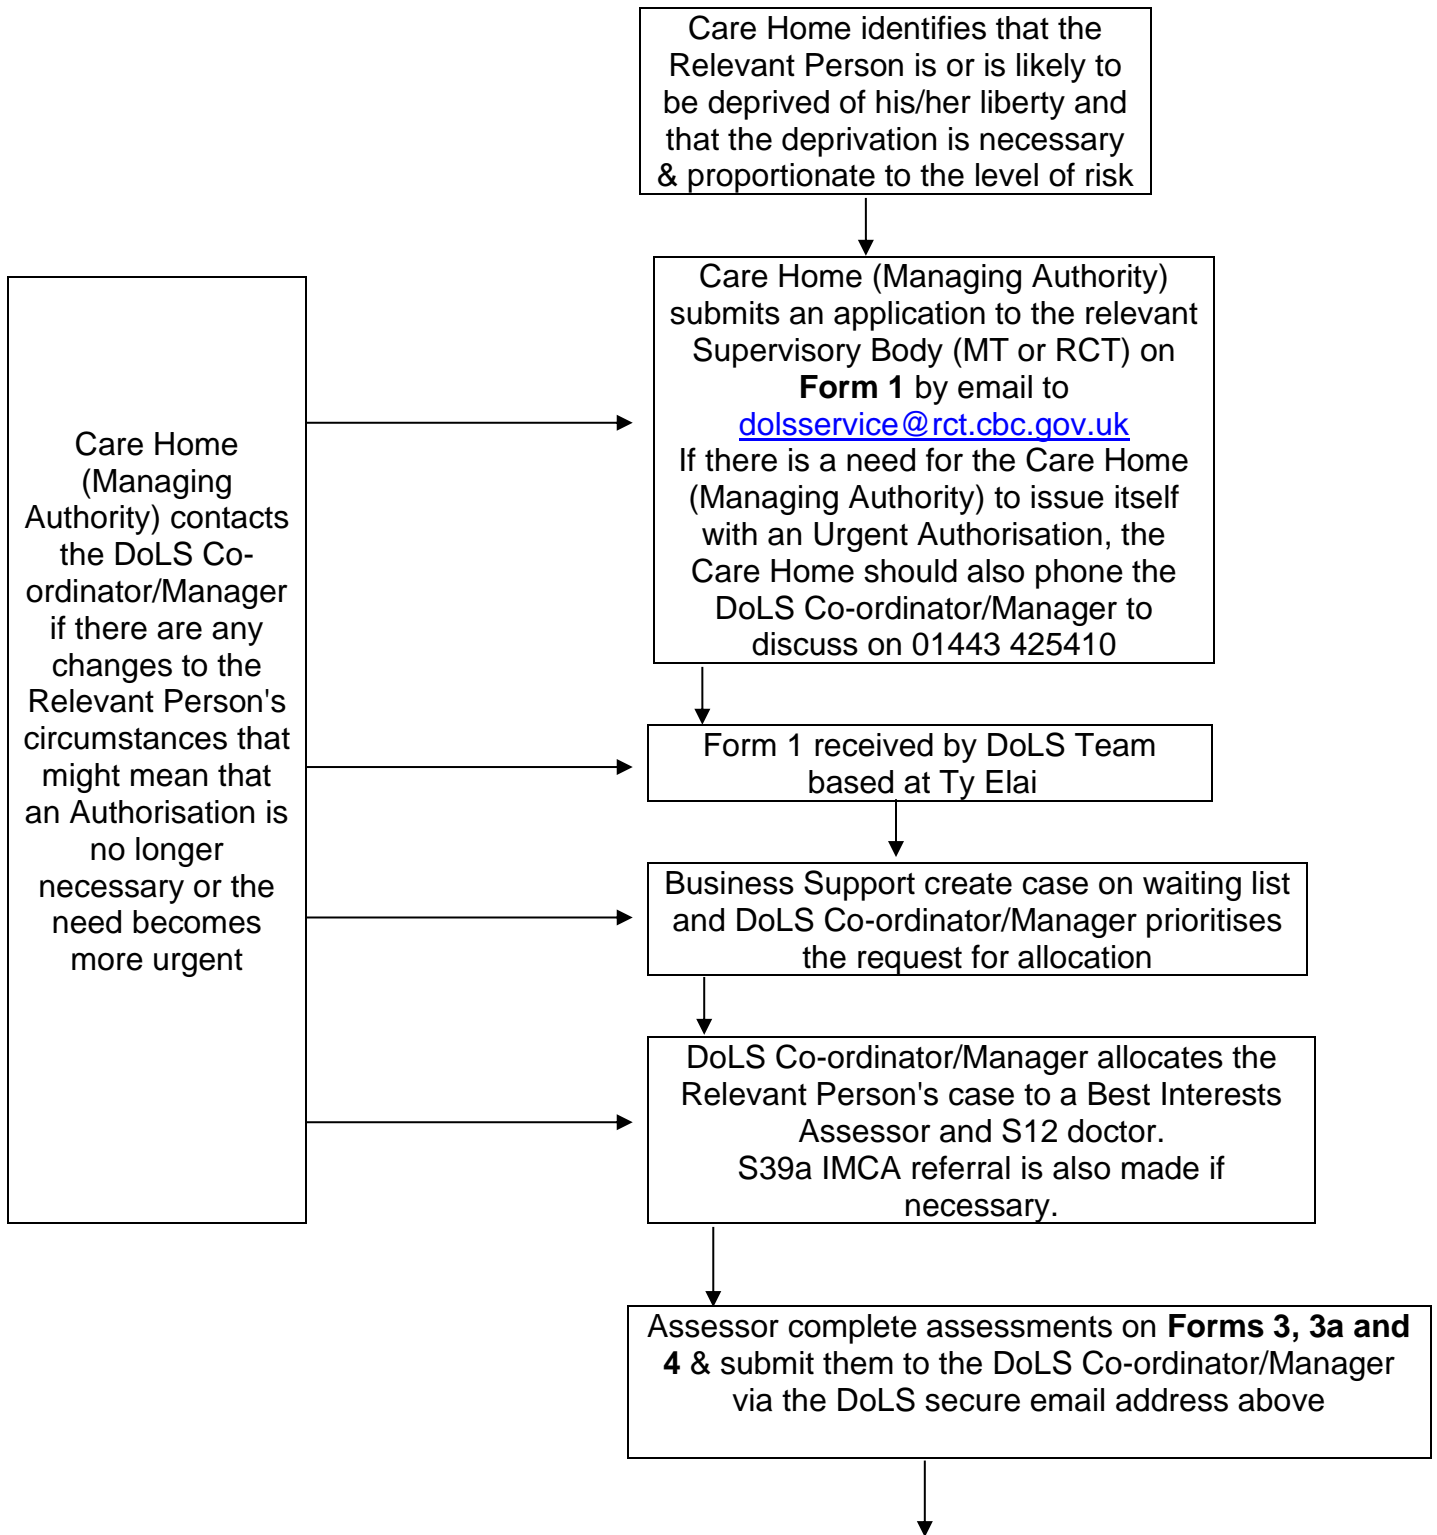 Care Home identifies that the
Relevant Person is or is likely to
be deprived of his/her liberty and
that the deprivation is necessary
& proportionate to the level of risk
Care Home (Managing Authority)
submits an application to the relevant
Supervisory Body (MT or RCT) on
Form 1 by email to
dolsservice@rct.cbc.gov.uk
If there is a need for the Care Home
(Managing Authority) to issue itself
with an Urgent Authorisation, the
Care Home should also phone the
DoLS Co-ordinator/Manager to
discuss on 01443 425410
Care Home
(Managing
Authority) contacts
the DoLS Co-
ordinator/Manager
if there are any
changes to the
Relevant Person's
circumstances that
might mean that
an Authorisation is
no longer
necessary or the
need becomes
more urgent
Form 1 received by DoLS Team
based at Ty Elai
Business Support create case on waiting list
and DoLS Co-ordinator/Manager prioritises
the request for allocation
DoLS Co-ordinator/Manager allocates the
Relevant Person's case to a Best Interests
Assessor and S12 doctor.
S39a IMCA referral is also made if
necessary.
Assessor complete assessments on Forms 3, 3a and
4 & submit them to the DoLS Co-ordinator/Manager
via the DoLS secure email address above